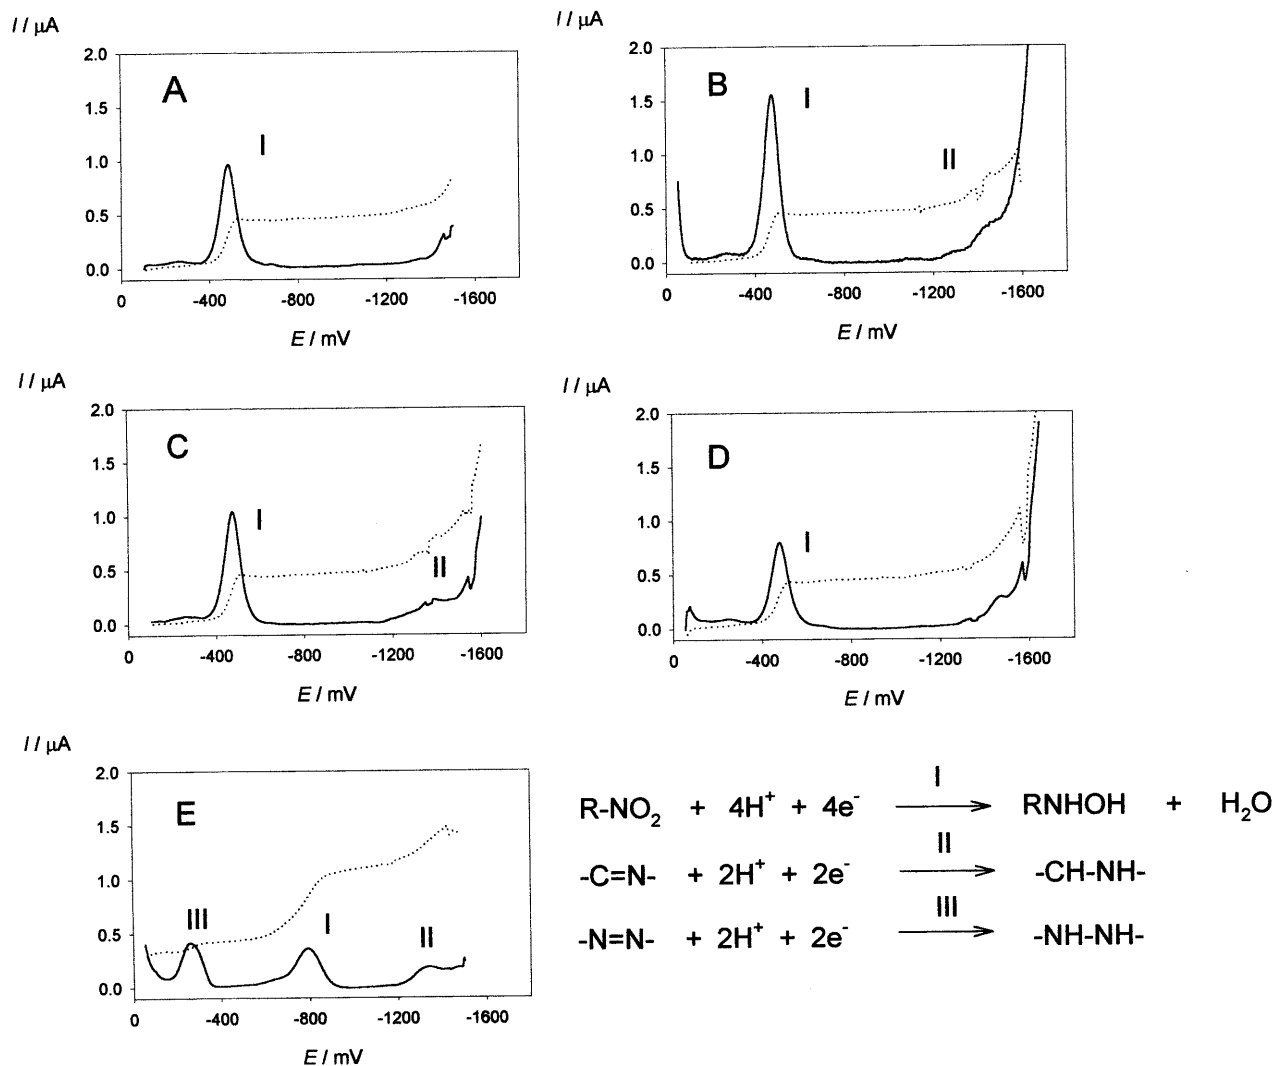 I / µA
2.0
1.5
1.0
0.5
0.0
A
I
0 -400 -800 -1200 -1600
E / mV
I / µA
2.0
1.5
1.0
0.5
0.0
B
I
II
0 -400 -800 -1200 -1600
E / mV
I / µA
2.0
1.5
1.0
0.5
0.0
C
I
II
0 -400 -800 -1200 -1600
E / mV
I / µA
2.0
1.5
1.0
0.5
0.0
D
I
0 -400 -800 -1200 -1600
E / mV
I / µA
2.0
1.5
1.0
0.5
0.0
E
III I II
0 -400 -800 -1200 -1600
E / mV
I
R-NO₂ + 4H⁺ + 4e⁻ → RNHOH + H₂O
II
-C=N- + 2H⁺ + 2e⁻ → -CH-NH-
III
-N=N- + 2H⁺ + 2e⁻ → -NH-NH-